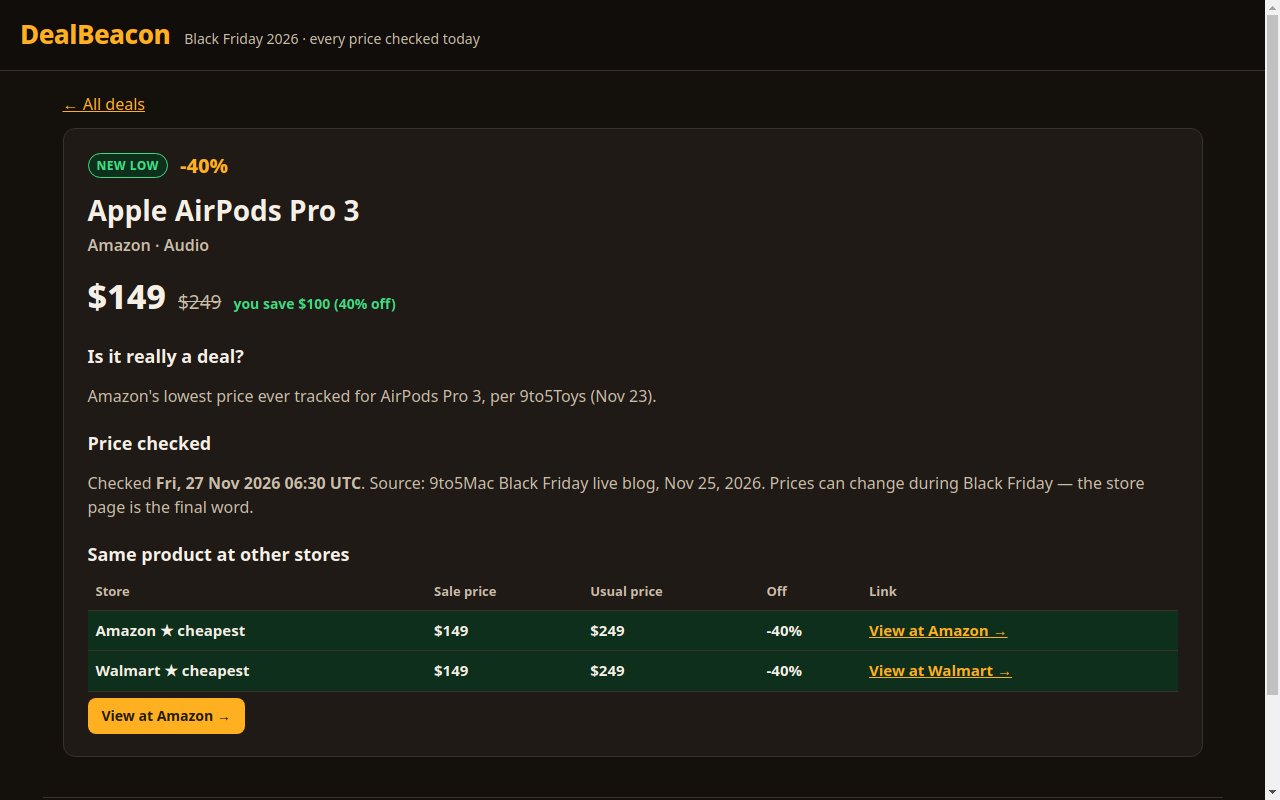 DealBeacon Black Friday 2026 · every price checked today
← All deals
NEW LOW -40%
Apple AirPods Pro 3
Amazon · Audio
$149 $249 you save $100 (40% off)
Is it really a deal?
Amazon's lowest price ever tracked for AirPods Pro 3, per 9to5Toys (Nov 23).
Price checked
Checked Fri, 27 Nov 2026 06:30 UTC. Source: 9to5Mac Black Friday live blog, Nov 25, 2026. Prices can change during Black Friday — the store
page is the final word.
Same product at other stores
Store Sale price Usual price Off Link
Amazon ★ cheapest $149 $249 -40% View at Amazon →
Walmart ★ cheapest $149 $249 -40% View at Walmart →
View at Amazon →